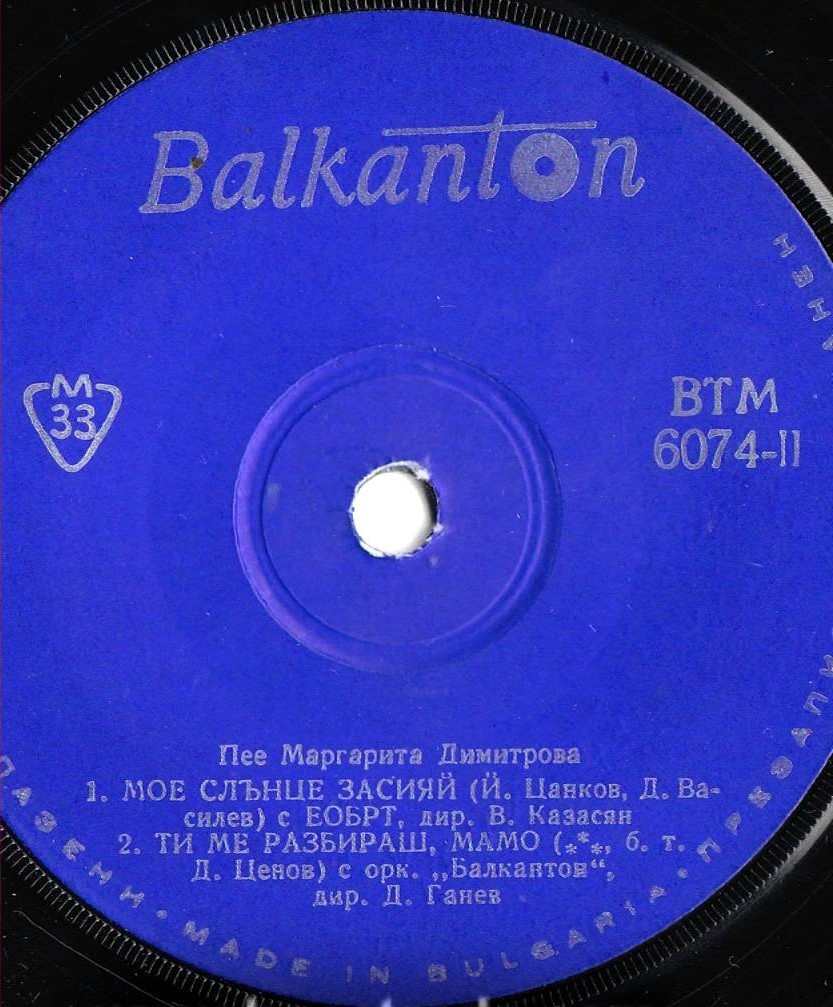 Balkanton
М
33
ВТМ
6074-II
Пее Маргарита Димитрова
1. МОЕ СЛЪНЦЕ ЗАСИЯЙ (Й. Цанков, Д. Ва-
силев) с ЕОБРТ, дир. В. Казасян
2. ТИ МЕ РАЗБИРАШ, МАМО (***, б. т.
Д. Ценов) с орк. „Балкантон“,
дир. Д. Ганев
MADE IN BULGARIA